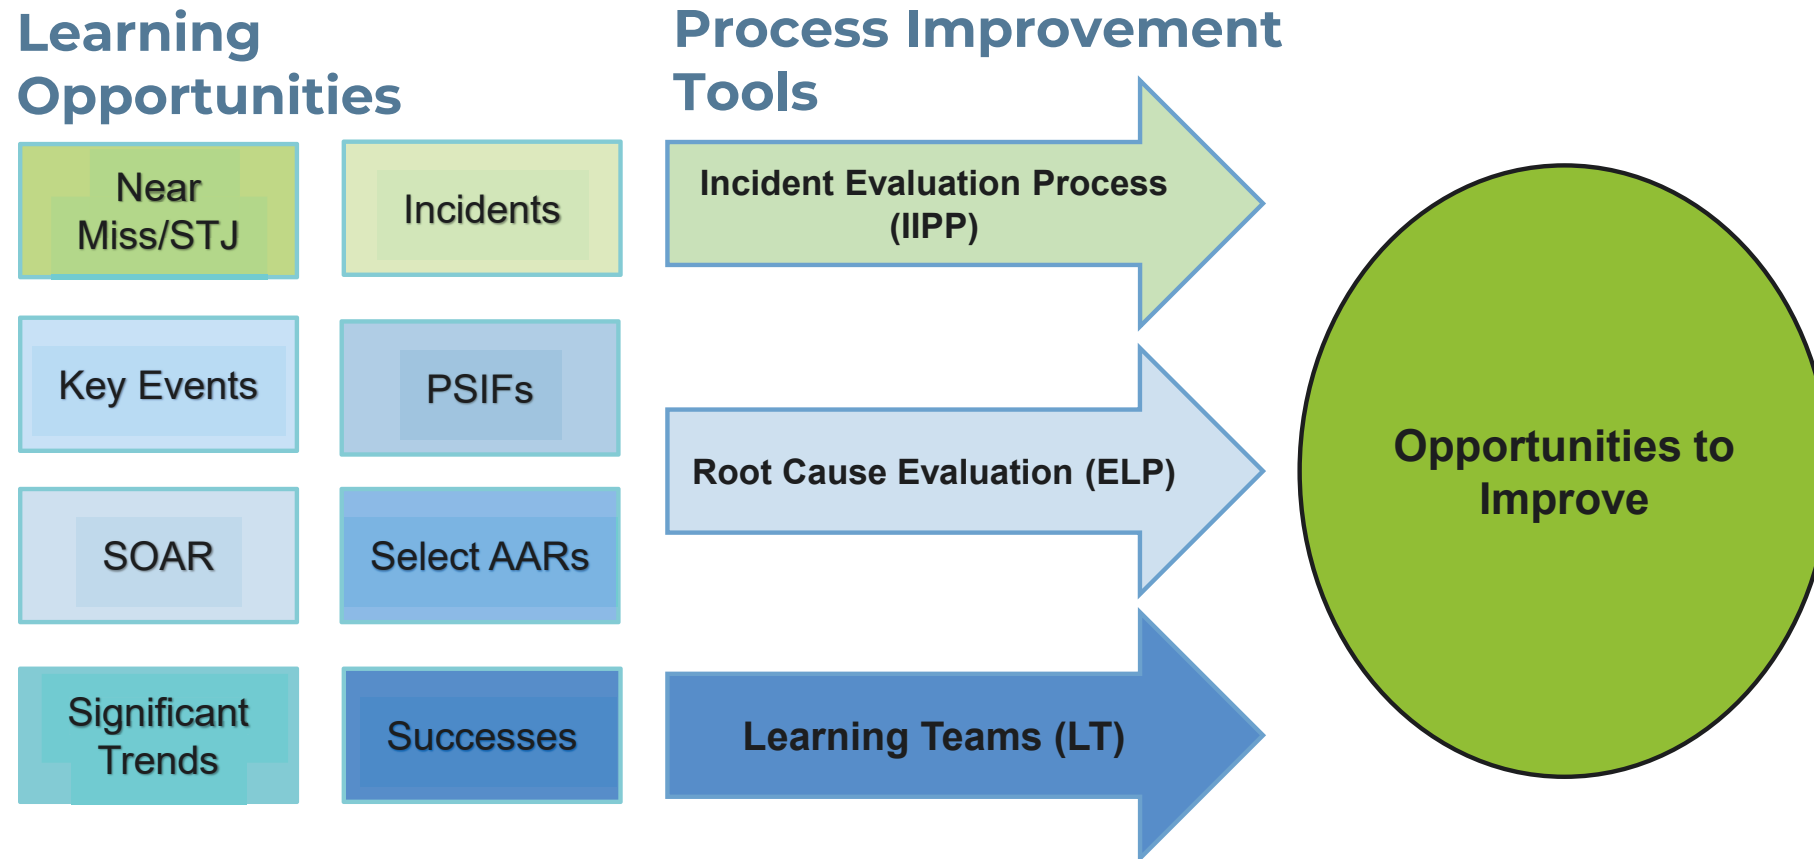 Learning
Opportunities
Process Improvement
Tools
Near
Miss/STJ
Incidents
Key Events
PSIFs
SOAR
Select AARs
Significant
Trends
Successes
Incident Evaluation Process
(IIPP)
Root Cause Evaluation (ELP)
Learning Teams (LT)
Opportunities to
Improve